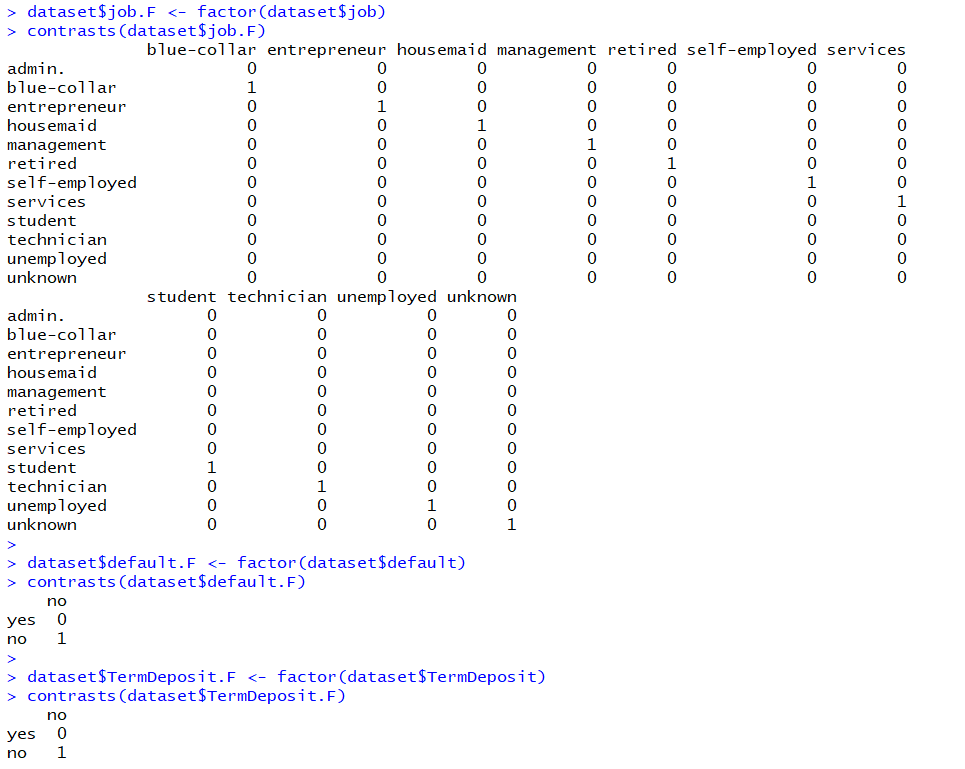 > dataset$job.F <- factor(dataset$job)
> contrasts(dataset$job.F)
              blue-collar entrepreneur housemaid management retired self-employed services
admin.                  0            0         0          0       0             0        0
blue-collar             1            0         0          0       0             0        0
entrepreneur            0            1         0          0       0             0        0
housemaid               0            0         1          0       0             0        0
management              0            0         0          1       0             0        0
retired                 0            0         0          0       1             0        0
self-employed           0            0         0          0       0             1        0
services                0            0         0          0       0             0        1
student                 0            0         0          0       0             0        0
technician              0            0         0          0       0             0        0
unemployed              0            0         0          0       0             0        0
unknown                 0            0         0          0       0             0        0
              student technician unemployed unknown
admin.              0          0          0       0
blue-collar         0          0          0       0
entrepreneur        0          0          0       0
housemaid           0          0          0       0
management          0          0          0       0
retired             0          0          0       0
self-employed       0          0          0       0
services            0          0          0       0
student             1          0          0       0
technician          0          1          0       0
unemployed          0          0          1       0
unknown             0          0          0       1
>
> dataset$default.F <- factor(dataset$default)
> contrasts(dataset$default.F)
    no
yes  0
no   1
>
> dataset$TermDeposit.F <- factor(dataset$TermDeposit)
> contrasts(dataset$TermDeposit.F)
    no
yes  0
no   1